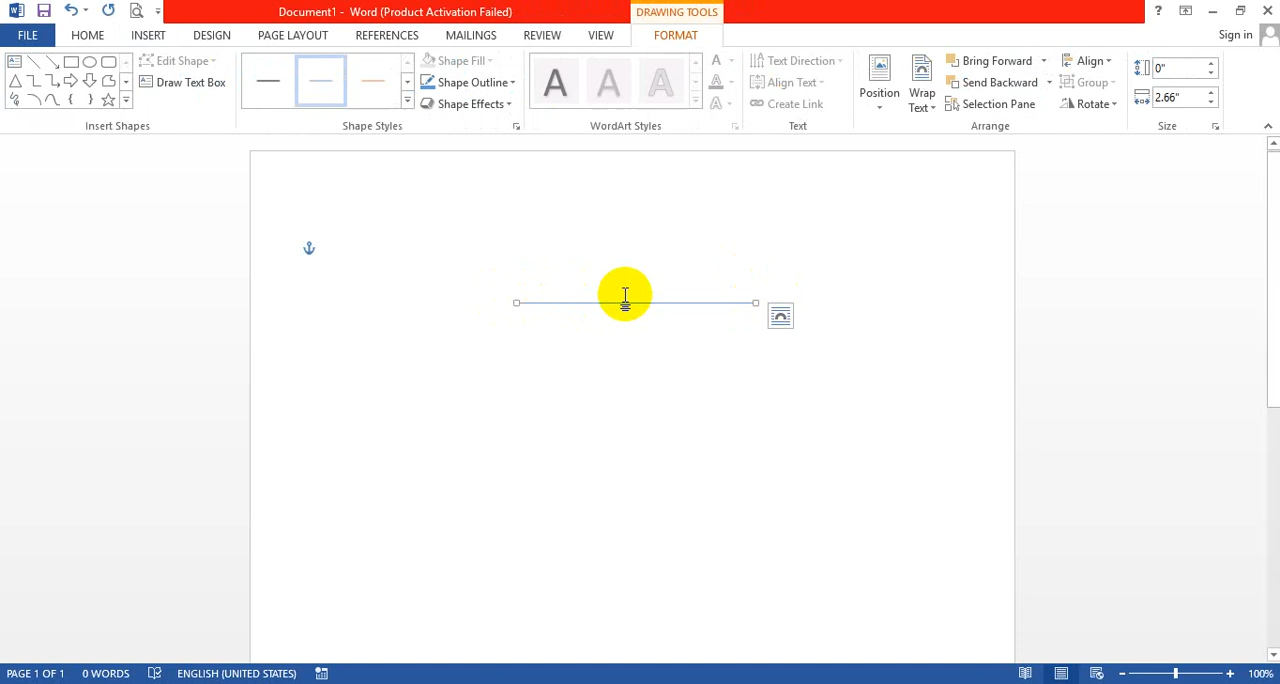 Document1 - Word (Product Activation Failed)
DRAWING TOOLS
?
FILE
HOME
INSERT
DESIGN
PAGE LAYOUT
REFERENCES
MAILINGS
REVIEW
VIEW
FORMAT
Sign in
Edit Shape
Draw Text Box
Insert Shapes
Shape Fill
Shape Outline
Shape Effects
Shape Styles
A A A
A
A
WordArt Styles
Text Direction
Align Text
Create Link
Text
Position
Wrap
Text
Bring Forward
Send Backward
Selection Pane
Align
Group
Rotate
Arrange
0"
2.66"
Size
PAGE 1 OF 1
0 WORDS
ENGLISH (UNITED STATES)
100%